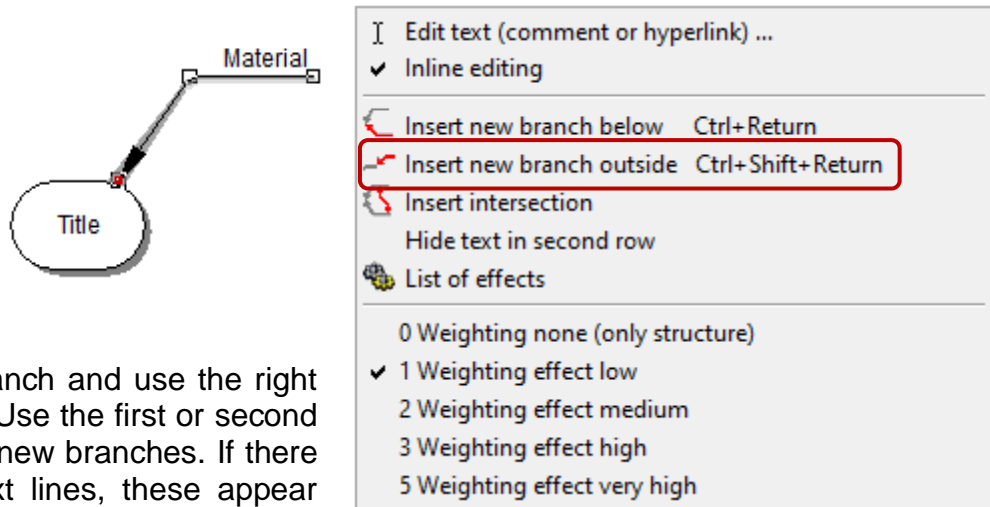 Material
Title
anch and use the right
Use the first or second
new branches. If there
xt lines, these appear
Edit text (comment or hyperlink) ...
Inline editing
Insert new branch below Ctrl+Return
Insert new branch outside Ctrl+Shift+Return
Insert intersection
Hide text in second row
List of effects
0 Weighting none (only structure)
1 Weighting effect low
2 Weighting effect medium
3 Weighting effect high
5 Weighting effect very high